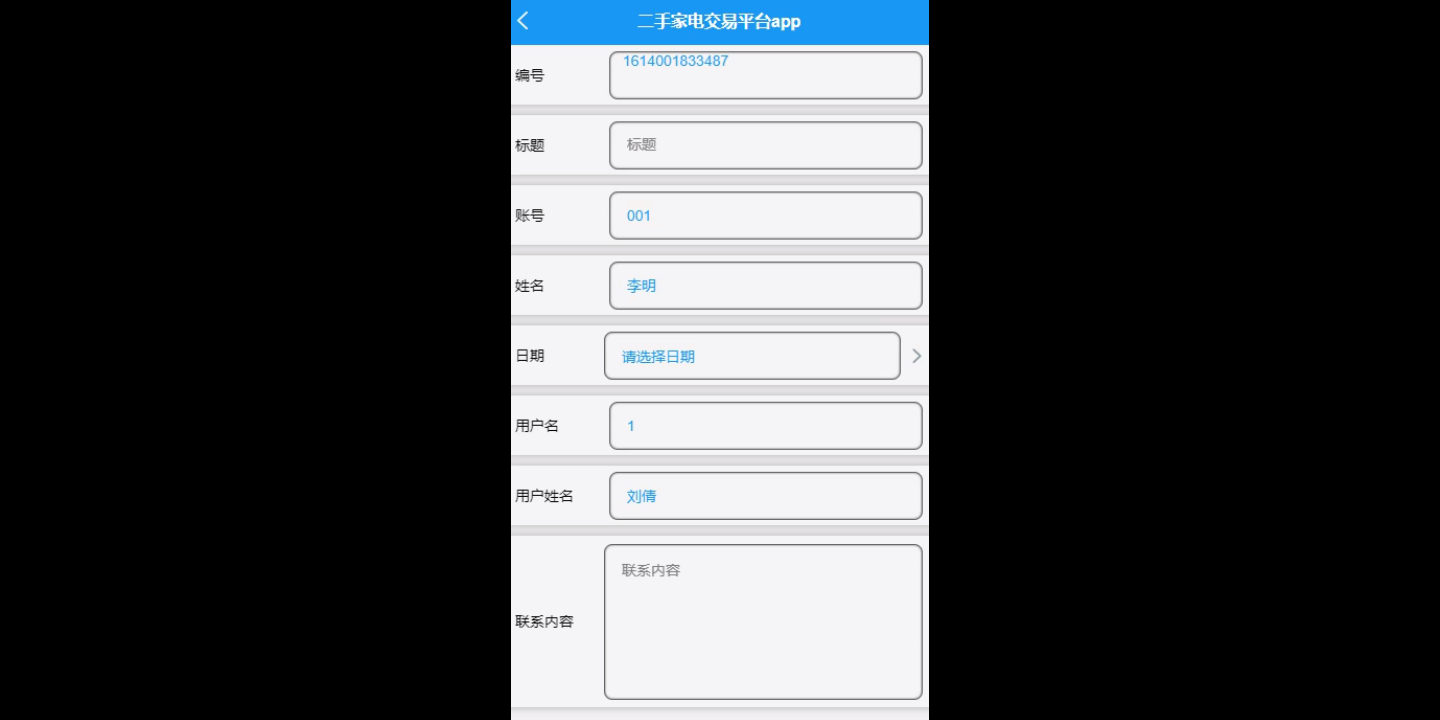 二手家电交易平台app
编号
1614001833487
标题
标题
账号
001
姓名
李明
日期
请选择日期
用户名
1
用户姓名
刘倩
联系内容
联系内容